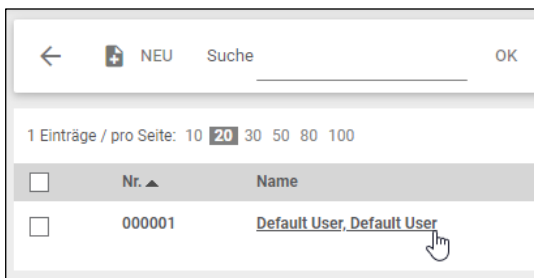 NEU Suche OK
1 Einträge / pro Seite: 10 20 30 50 80 100
Nr. Name
000001 Default User, Default User